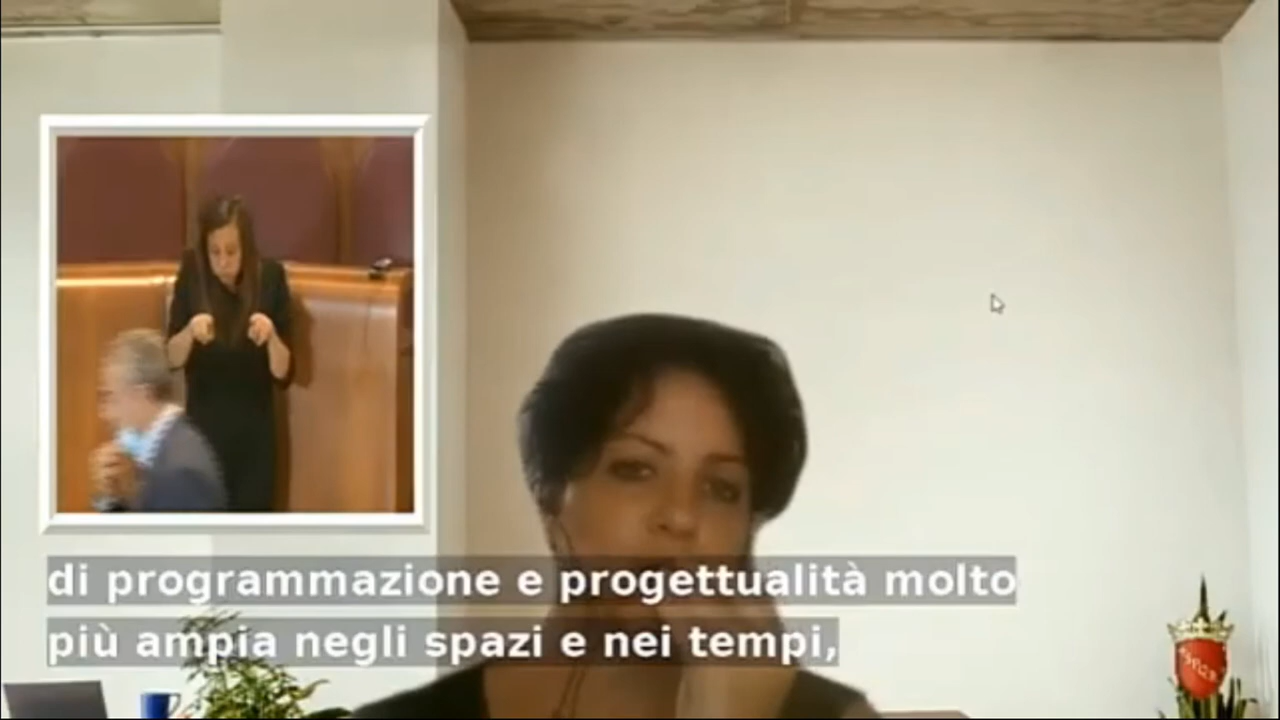 di programmazione e progettualità molto
più ampia negli spazi e nei tempi,